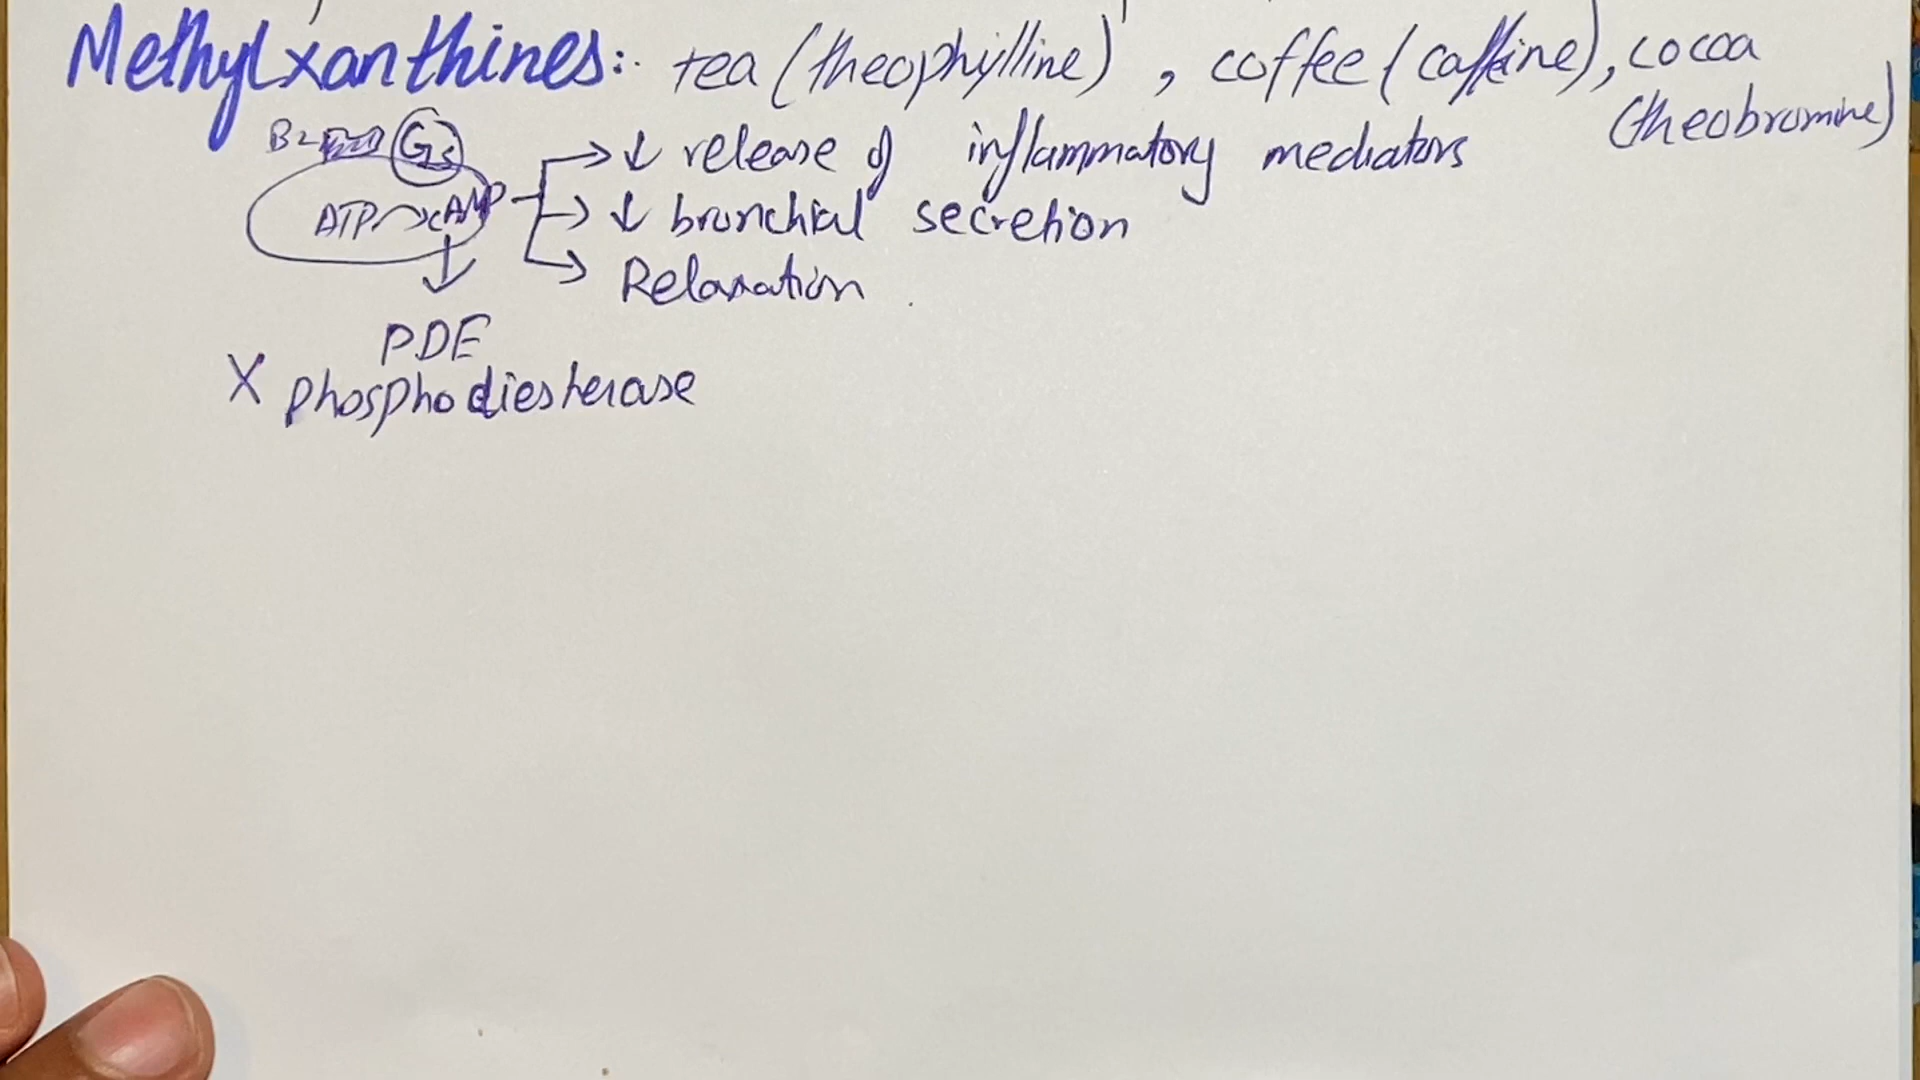 Methylxanthines:- tea (theophylline), coffee (caffeine), cocoa
(theobromine)
B2 Gs → ↓ release of inflammatory mediators
ATP → cAMP → ↓ bronchial secretion
↓ → Relaxation
PDE
X phosphodiesterase